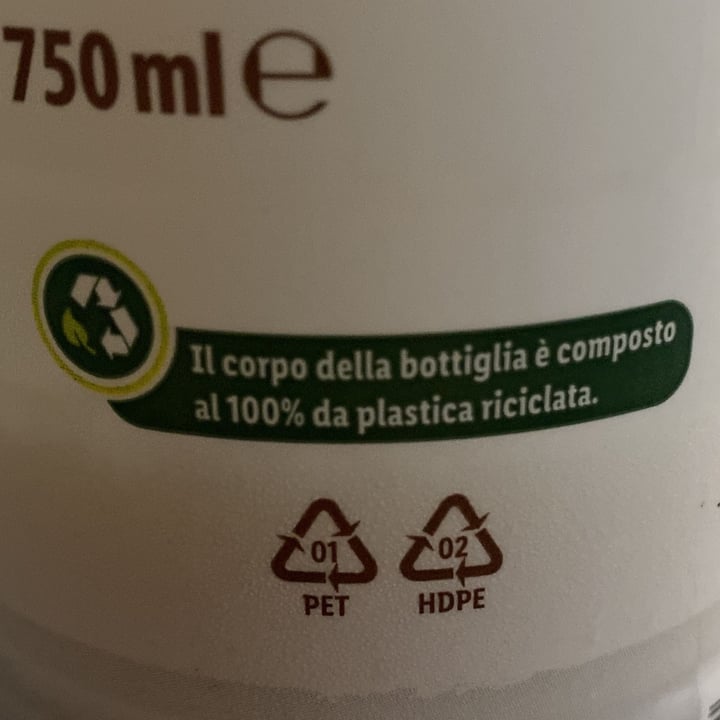 750 ml ℮
Il corpo della bottiglia è composto
al 100% da plastica riciclata.
01 02
PET HDPE